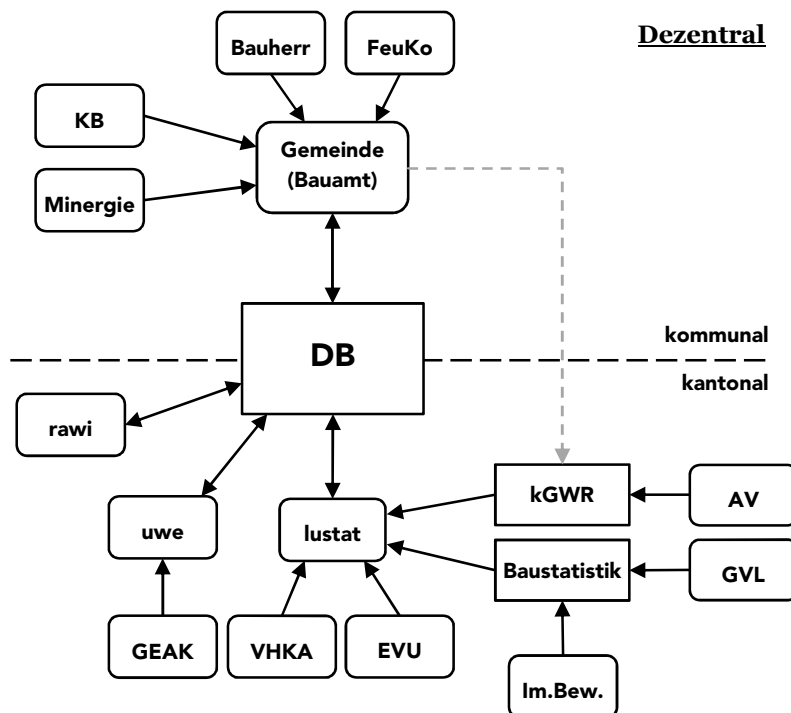 Bauherr
FeuKo
Dezentral
KB
Gemeinde
(Bauamt)
Minergie
DB
kommunal
kantonal
rawi
uwe
lustat
kGWR
AV
Baustatistik
GVL
GEAK
VHKA
EVU
Im.Bew.